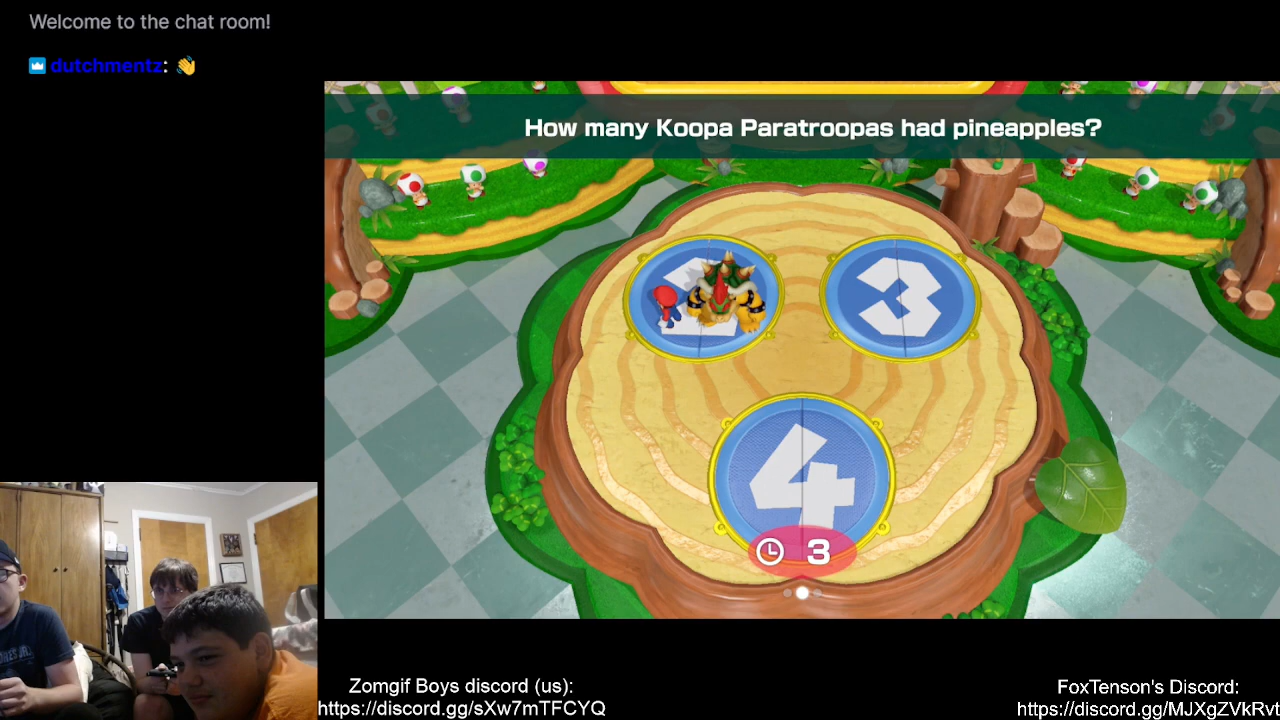 Welcome to the chat room!
dutchmentz: 👋
How many Koopa Paratroopas had pineapples?
2
3
4
3
Zomgif Boys discord (us):
https://discord.gg/sXw7mTFCYQ
FoxTenson's Discord:
https://discord.gg/MJXgZVkRvt